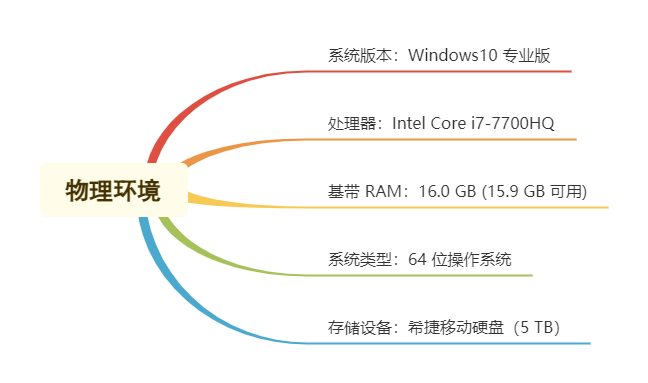 系统版本：Windows10 专业版
处理器：Intel Core i7-7700HQ
物理环境
基带 RAM：16.0 GB (15.9 GB 可用)
系统类型：64 位操作系统
存储设备：希捷移动硬盘（5 TB）